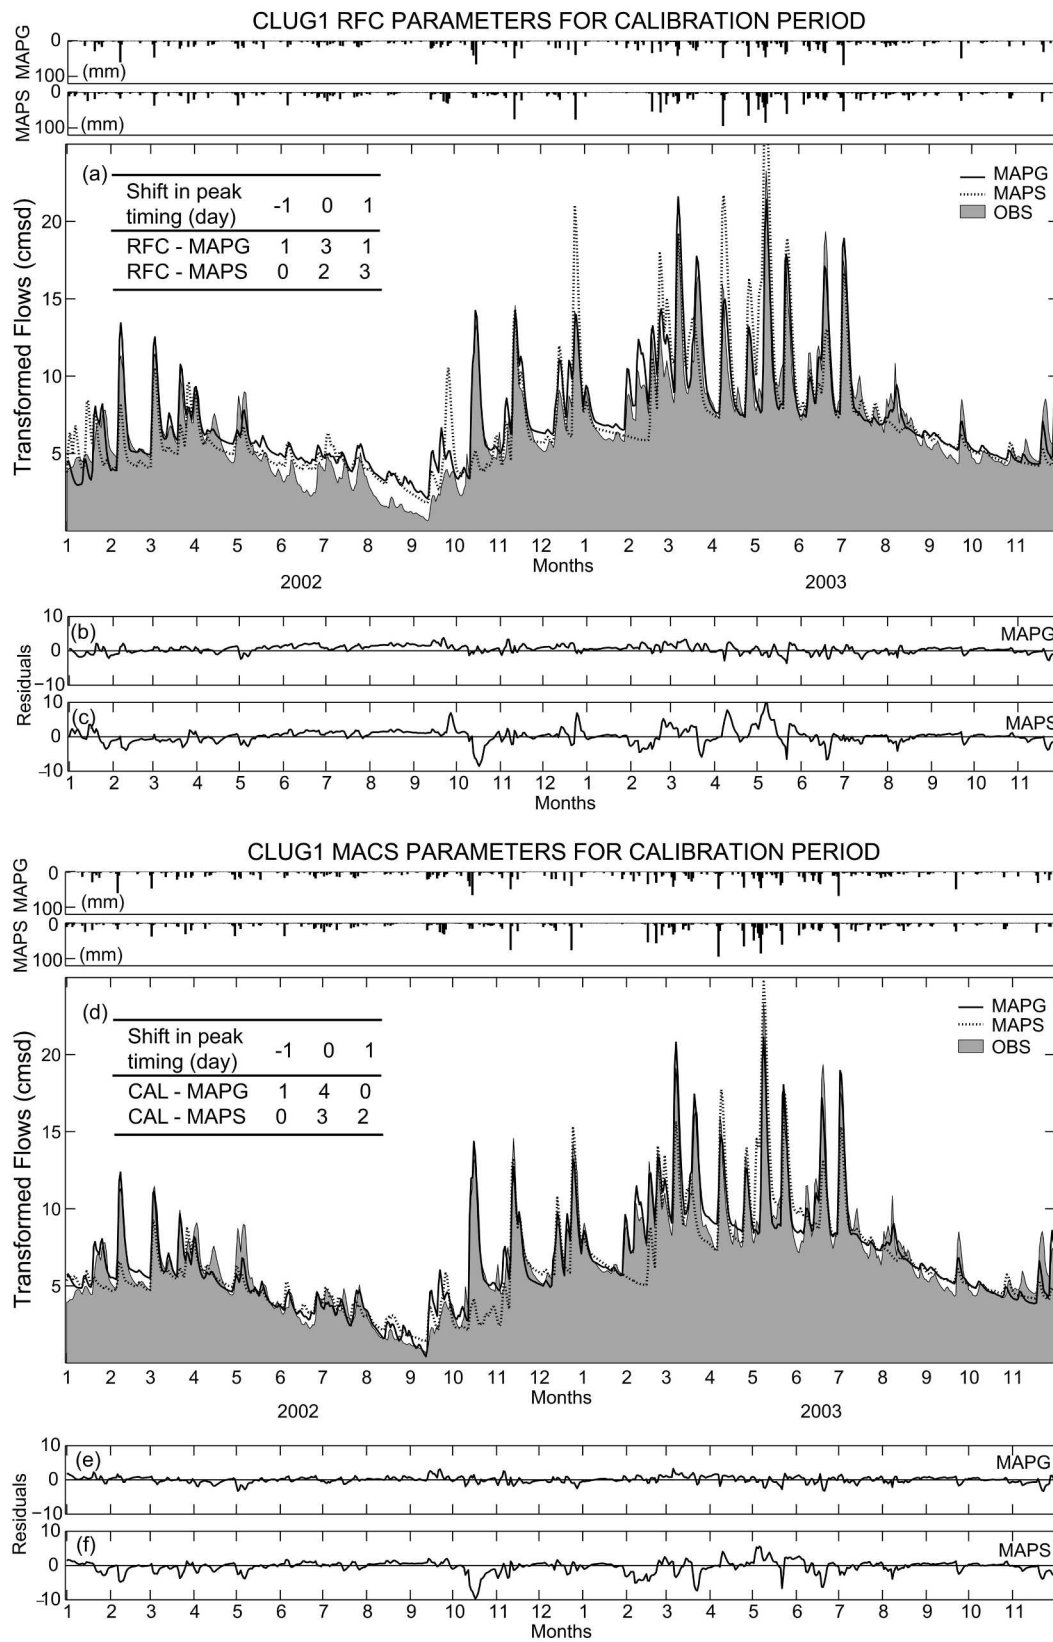 CLUG1 RFC PARAMETERS FOR CALIBRATION PERIOD
MAPG
0
100
(mm)
MAPS
0
100
(mm)
(a)
Shift in peak
timing (day) -1 0 1
RFC - MAPG 1 3 1
RFC - MAPS 0 2 3
MAPG
MAPS
OBS
Transformed Flows (cmsd)
20
15
10
5
1 2 3 4 5 6 7 8 9 10 11 12 1 2 3 4 5 6 7 8 9 10 11
Months
2002 2003
Residuals
10
0
−10
(b)
MAPG
10
0
−10
(c)
MAPS
1 2 3 4 5 6 7 8 9 10 11 12 1 2 3 4 5 6 7 8 9 10 11
Months
CLUG1 MACS PARAMETERS FOR CALIBRATION PERIOD
MAPG
0
100
(mm)
MAPS
0
100
(mm)
(d)
Shift in peak
timing (day) -1 0 1
CAL - MAPG 1 4 0
CAL - MAPS 0 3 2
MAPG
MAPS
OBS
Transformed Flows (cmsd)
20
15
10
5
1 2 3 4 5 6 7 8 9 10 11 12 1 2 3 4 5 6 7 8 9 10 11
Months
2002 2003
Residuals
10
0
−10
(e)
MAPG
10
0
-10
(f)
MAPS
1 2 3 4 5 6 7 8 9 10 11 12 1 2 3 4 5 6 7 8 9 10 11
Months